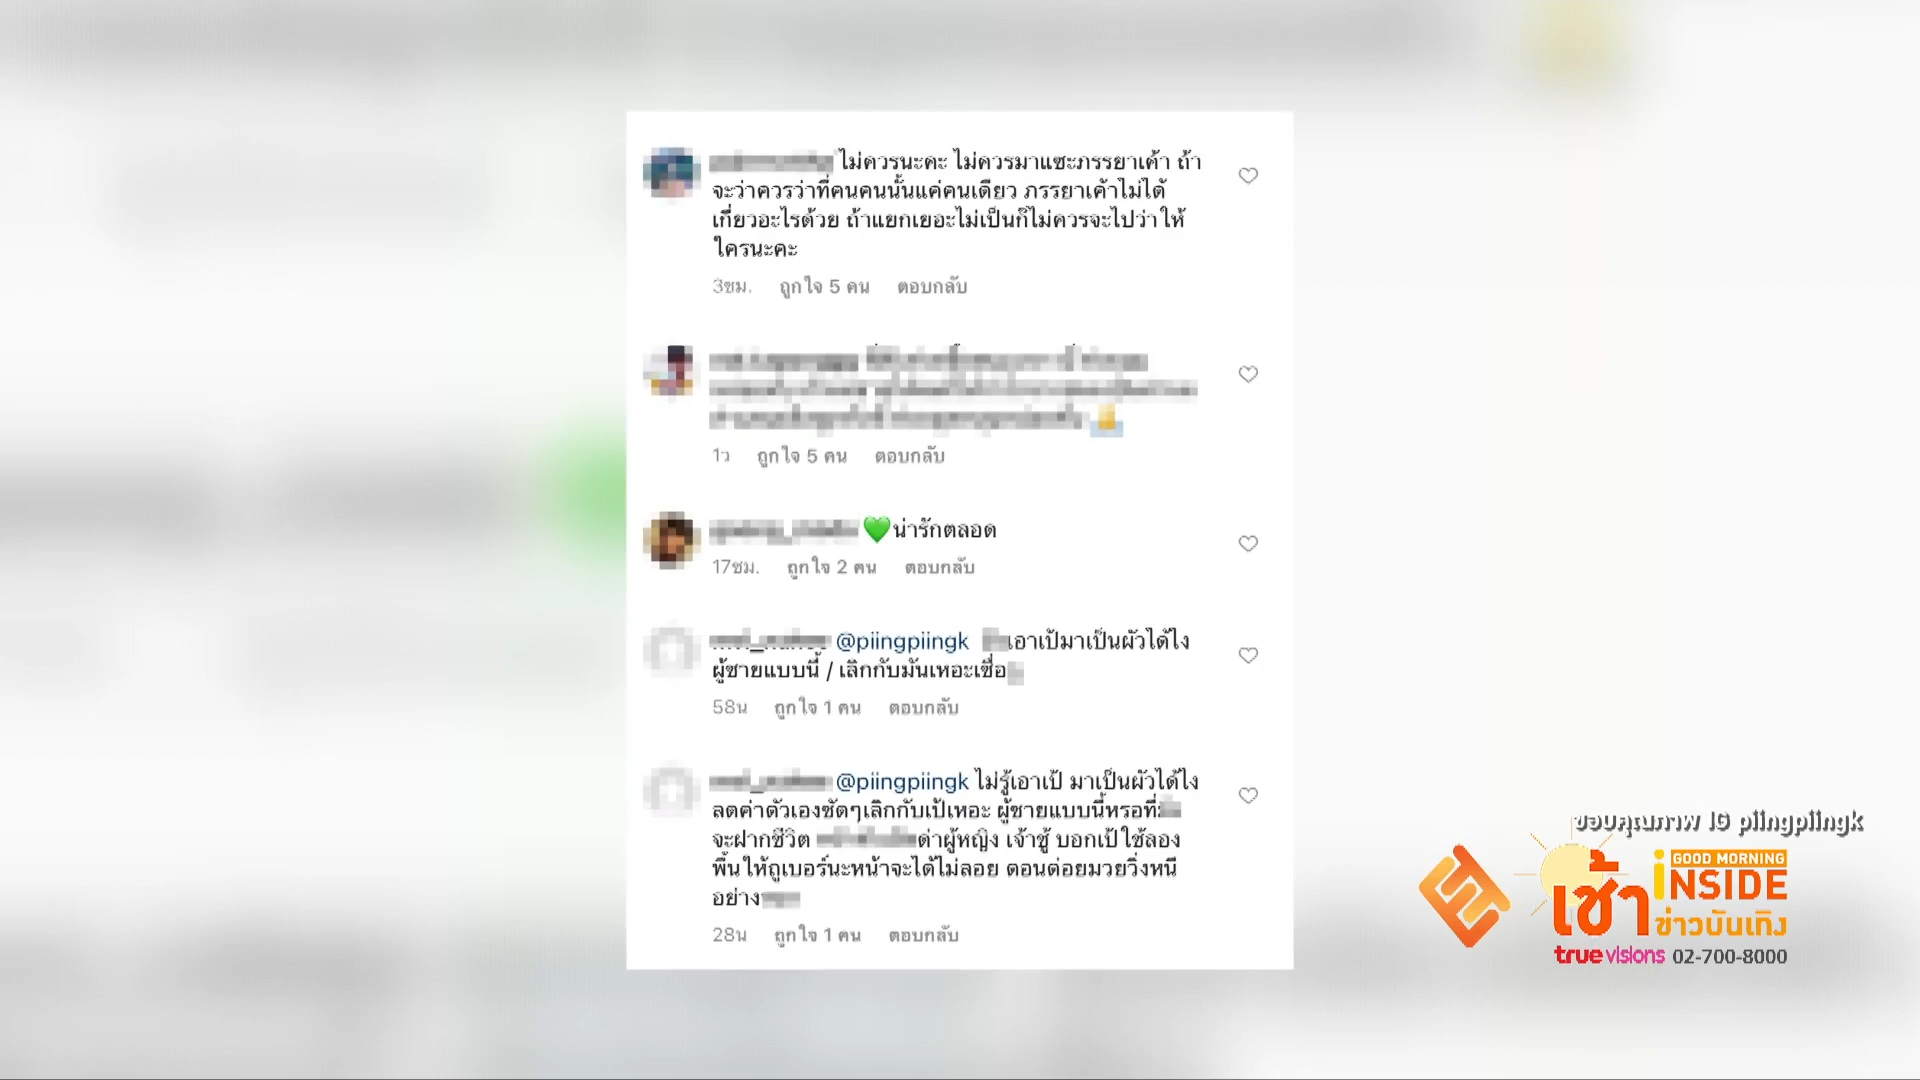 ไม่ควรนะคะ ไม่ควรมาแซะภรรยาเค้า ถ้า
จะว่าควรว่าที่คนคนนั้นแค่คนเดียว ภรรยาเค้าไม่ได้
เกี่ยวอะไรด้วย ถ้าแยกเยอะไม่เป็นก็ไม่ควรจะไปว่าให้
ใครนะคะ
3ชม. ถูกใจ 5 คน ตอบกลับ
1ว ถูกใจ 5 คน ตอบกลับ
💚น่ารักตลอด
17ชม. ถูกใจ 2 คน ตอบกลับ
@piingpiingk เอาเป้มาเป็นผัวได้ไง
ผู้ชายแบบนี้ / เลิกกับมันเหอะเชื่อ
58น ถูกใจ 1 คน ตอบกลับ
@piingpiingk ไม่รู้เอาเป้ มาเป็นผัวได้ไง
ลดค่าตัวเองชัดๆเลิกกับเป้เหอะ ผู้ชายแบบนี้หรอที่
จะฝากชีวิต ด่าผู้หญิง เจ้าชู้ บอกเป้ ใช้ลอง
พื้นให้ถูเบอร์นะหน้าจะได้ไม่ลอย ตอนต่อยมวยวิ่งหนี
อย่าง
28น ถูกใจ 1 คน ตอบกลับ
ขอบคุณภาพ IG piingpiingk
GOOD MORNING
เช้า iNSIDE
ข่าวบันเทิง
truevisions 02-700-8000